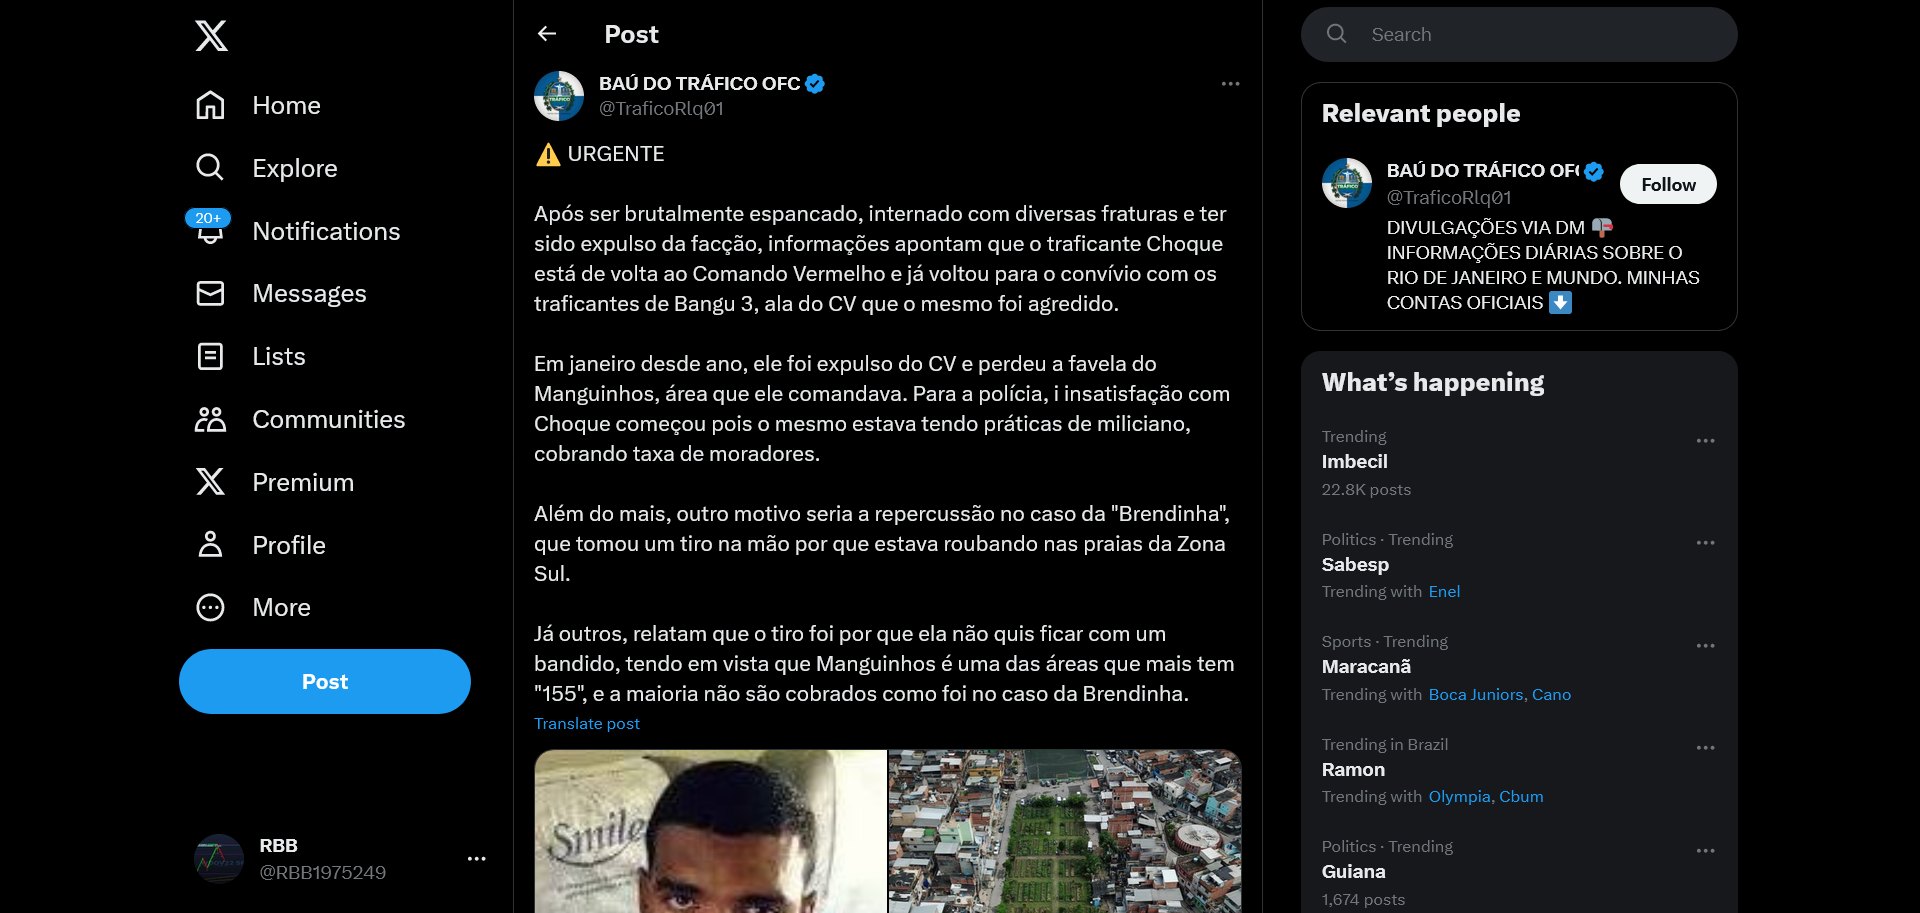 Home
Explore
20+
Notifications
Messages
Lists
Communities
Premium
Profile
More
Post
RBB
@RBB1975249
Post
BAÚ DO TRÁFICO OFC
@TraficoRlq01
⚠️ URGENTE
Após ser brutalmente espancado, internado com diversas fraturas e ter
sido expulso da facção, informações apontam que o traficante Choque
está de volta ao Comando Vermelho e já voltou para o convívio com os
traficantes de Bangu 3, ala do CV que o mesmo foi agredido.
Em janeiro desde ano, ele foi expulso do CV e perdeu a favela do
Manguinhos, área que ele comandava. Para a polícia, i insatisfação com
Choque começou pois o mesmo estava tendo práticas de miliciano,
cobrando taxa de moradores.
Além do mais, outro motivo seria a repercussão no caso da "Brendinha",
que tomou um tiro na mão por que estava roubando nas praias da Zona
Sul.
Já outros, relatam que o tiro foi por que ela não quis ficar com um
bandido, tendo em vista que Manguinhos é uma das áreas que mais tem
"155", e a maioria não são cobrados como foi no caso da Brendinha.
Translate post
Smile
Search
Relevant people
BAÚ DO TRÁFICO OFC
@TraficoRlq01
Follow
DIVULGAÇÕES VIA DM 📬
INFORMAÇÕES DIÁRIAS SOBRE O
RIO DE JANEIRO E MUNDO. MINHAS
CONTAS OFICIAIS ⬇️
What's happening
Trending
Imbecil
22.8K posts
Politics · Trending
Sabesp
Trending with Enel
Sports · Trending
Maracanã
Trending with Boca Juniors, Cano
Trending in Brazil
Ramon
Trending with Olympia, Cbum
Politics · Trending
Guiana
1,674 posts